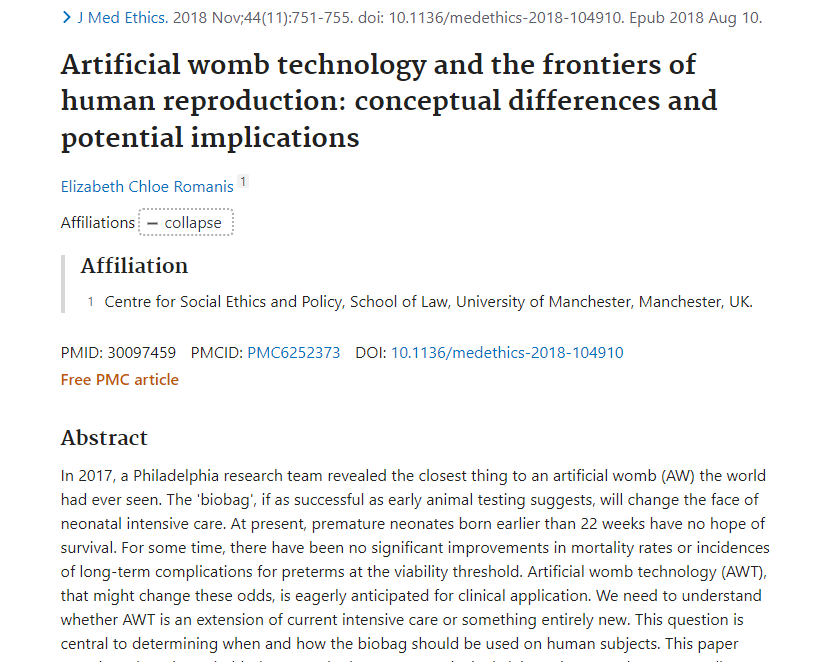 J Med Ethics. 2018 Nov;44(11):751-755. doi: 10.1136/medethics-2018-104910. Epub 2018 Aug 10.
Artificial womb technology and the frontiers of
human reproduction: conceptual differences and
potential implications
Elizabeth Chloe Romanis 1
Affiliations — collapse
Affiliation
1 Centre for Social Ethics and Policy, School of Law, University of Manchester, Manchester, UK.
PMID: 30097459 PMCID: PMC6252373 DOI: 10.1136/medethics-2018-104910
Free PMC article
Abstract
In 2017, a Philadelphia research team revealed the closest thing to an artificial womb (AW) the world
had ever seen. The 'biobag', if as successful as early animal testing suggests, will change the face of
neonatal intensive care. At present, premature neonates born earlier than 22 weeks have no hope of
survival. For some time, there have been no significant improvements in mortality rates or incidences
of long-term complications for preterms at the viability threshold. Artificial womb technology (AWT),
that might change these odds, is eagerly anticipated for clinical application. We need to understand
whether AWT is an extension of current intensive care or something entirely new. This question is
central to determining when and how the biobag should be used on human subjects. This paper